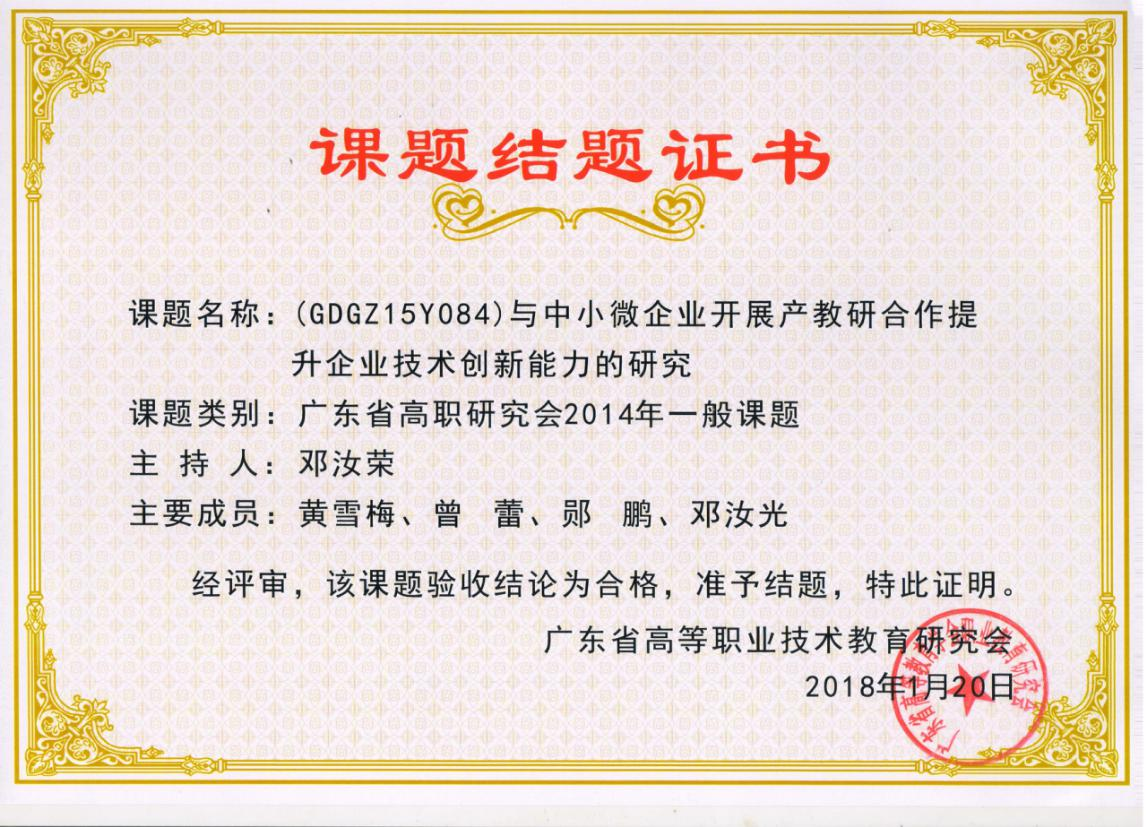 课题结题证书
课题名称：(GDGZ15Y084)与中小微企业开展产教研合作提
升企业技术创新能力的研究
课题类别：广东省高职研究会2014年一般课题
主 持 人：邓汝荣
主要成员：黄雪梅、曾 蕾、郧 鹏、邓汝光
经评审，该课题验收结论为合格，准予结题，特此证明。
广东省高等职业技术教育研究会
2018年1月20日